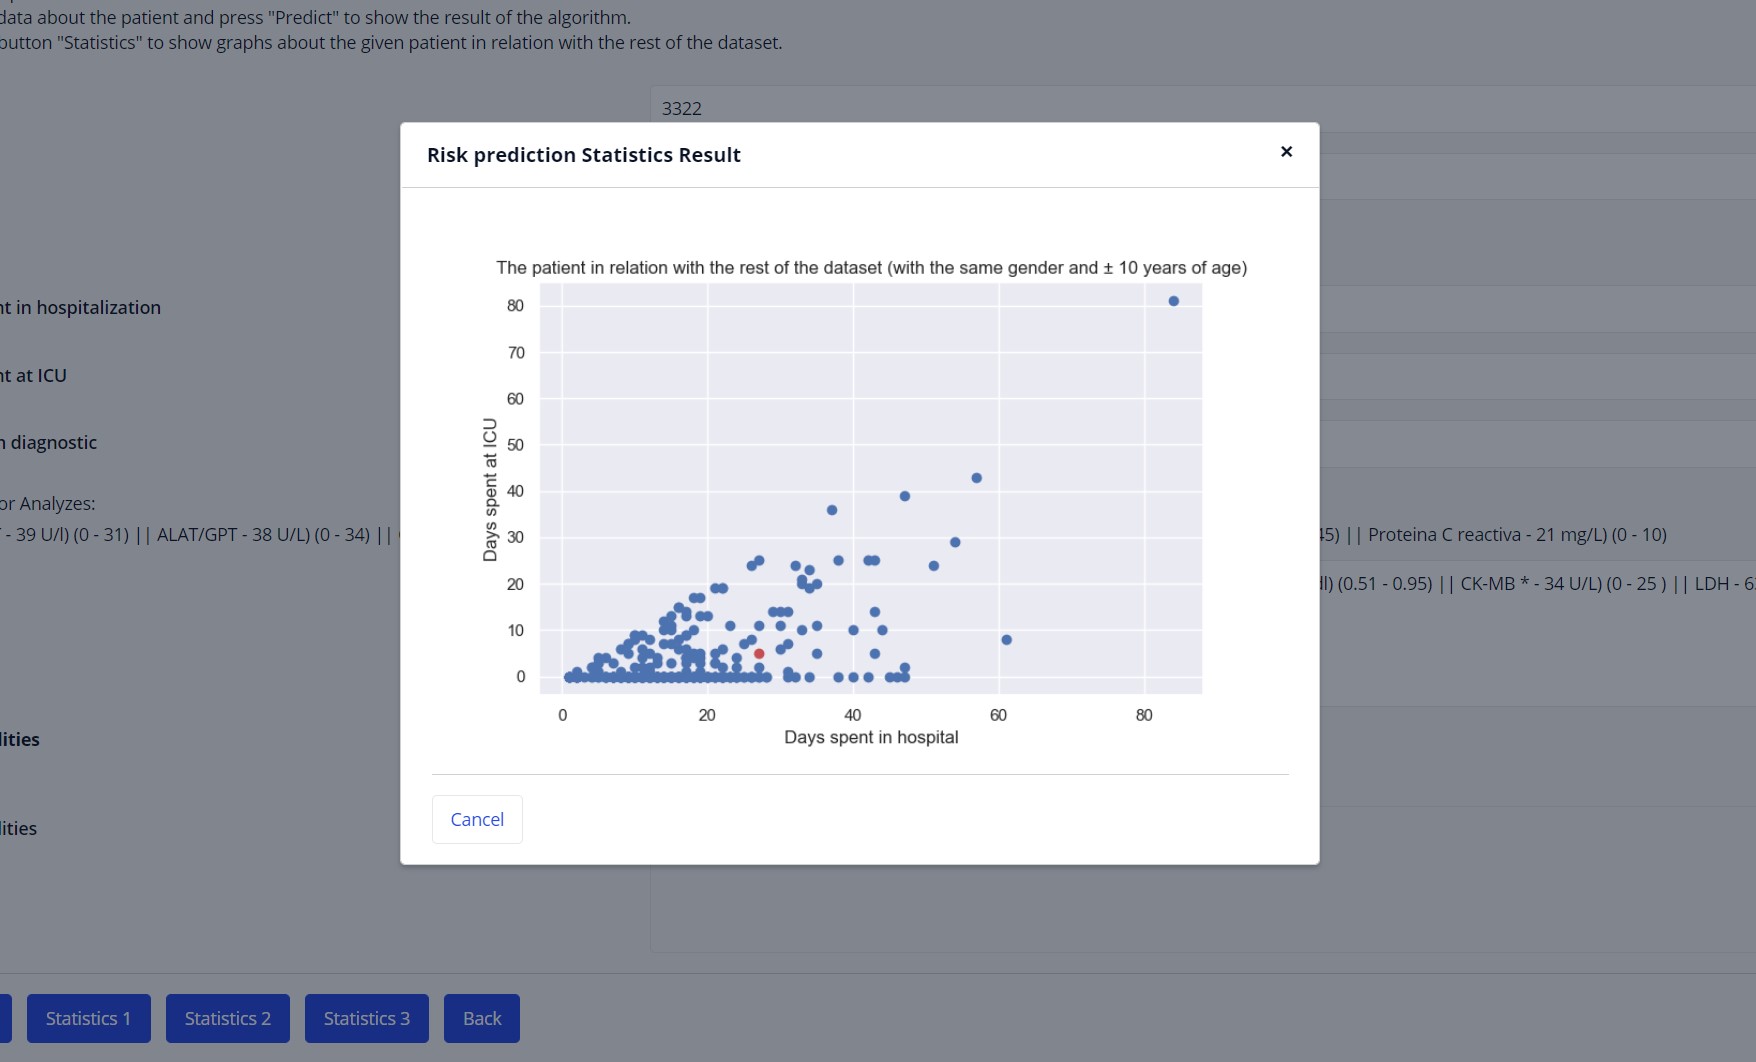 data about the patient and press "Predict" to show the result of the algorithm.
button "Statistics" to show graphs about the given patient in relation with the rest of the dataset.
3322
Risk prediction Statistics Result
×
The patient in relation with the rest of the dataset (with the same gender and ± 10 years of age)
80
70
60
50
40
30
20
10
0
Days spent at ICU
0 20 40 60 80
Days spent in hospital
Cancel
nt in hospitalization
nt at ICU
n diagnostic
or Analyzes:
- 39 U/l) (0 - 31) || ALAT/GPT - 38 U/L) (0 - 34) ||
45) || Proteina C reactiva - 21 mg/L) (0 - 10)
dl) (0.51 - 0.95) || CK-MB * - 34 U/L) (0 - 25 ) || LDH - 6
lities
lities
Statistics 1 Statistics 2 Statistics 3 Back